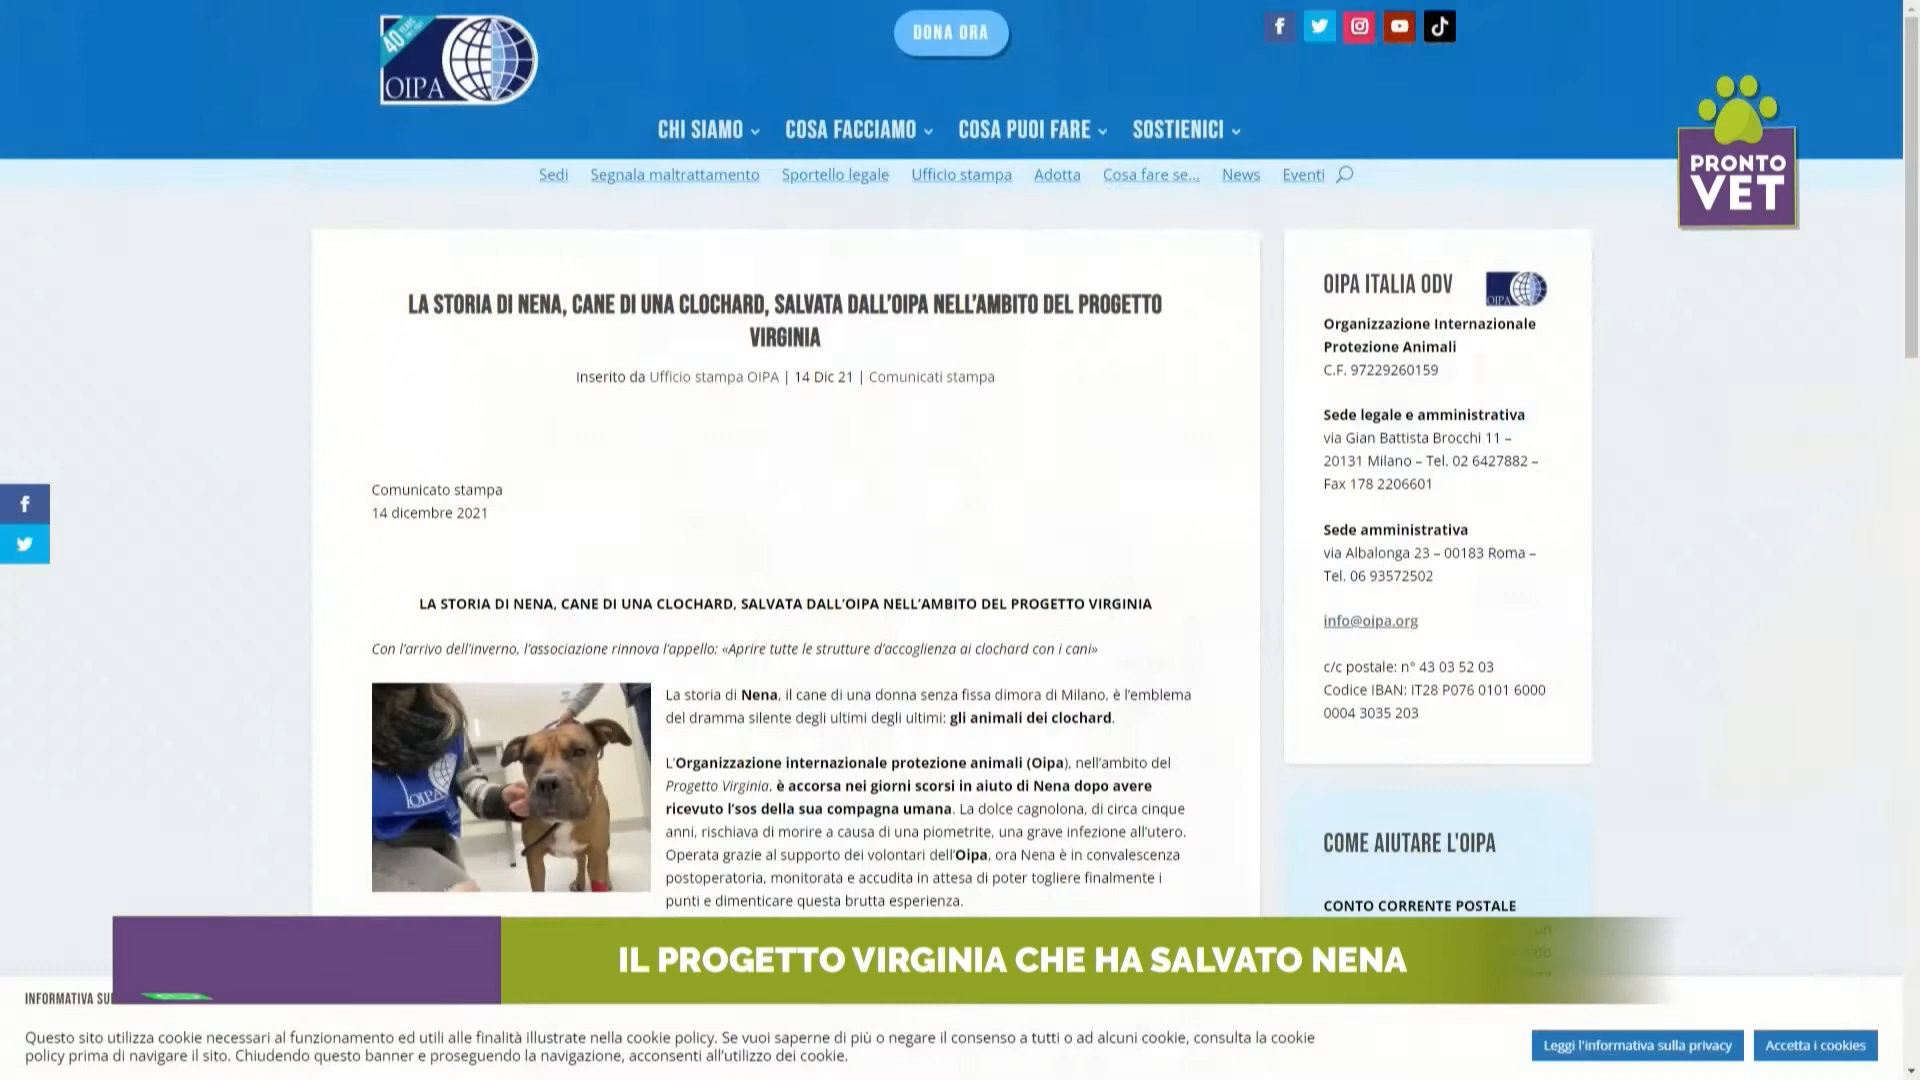 40 YEARS
OIPA
DONA ORA
CHI SIAMO
COSA FACCIAMO
COSA PUOI FARE
SOSTIENICI
PRONTO
VET
Sedi
Segnala maltrattamento
Sportello legale
Ufficio stampa
Adotta
Cosa fare se...
News
Eventi
LA STORIA DI NENA, CANE DI UNA CLOCHARD, SALVATA DALL’OIPA NELL’AMBITO DEL PROGETTO
VIRGINIA
Inserito da Ufficio stampa OIPA | 14 Dic 21 | Comunicati stampa
Comunicato stampa
14 dicembre 2021
LA STORIA DI NENA, CANE DI UNA CLOCHARD, SALVATA DALL’OIPA NELL’AMBITO DEL PROGETTO VIRGINIA
Con l’arrivo dell’inverno, l’associazione rinnova l’appello: «Aprire tutte le strutture d’accoglienza ai clochard con i cani»
OIPA
La storia di Nena, il cane di una donna senza fissa dimora di Milano, è l’emblema
del dramma silente degli ultimi degli ultimi: gli animali dei clochard.
L’Organizzazione internazionale protezione animali (Oipa), nell’ambito del
Progetto Virginia, è accorsa nei giorni scorsi in aiuto di Nena dopo avere
ricevuto l’sos della sua compagna umana. La dolce cagnolona, di circa cinque
anni, rischiava di morire a causa di una piometrite, una grave infezione all’utero.
Operata grazie al supporto dei volontari dell’Oipa, ora Nena è in convalescenza
postoperatoria, monitorata e accudita in attesa di poter togliere finalmente i
punti e dimenticare questa brutta esperienza.
OIPA ITALIA ODV
OIPA
Organizzazione Internazionale
Protezione Animali
C.F. 97229260159
Sede legale e amministrativa
via Gian Battista Brocchi 11 –
20131 Milano – Tel. 02 6427882 –
Fax 178 2206601
Sede amministrativa
via Albalonga 23 – 00183 Roma –
Tel. 06 93572502
info@oipa.org
c/c postale: n° 43 03 52 03
Codice IBAN: IT28 P076 0101 6000
0004 3035 203
COME AIUTARE L'OIPA
CONTO CORRENTE POSTALE
IL PROGETTO VIRGINIA CHE HA SALVATO NENA
INFORMATIVA SU
Questo sito utilizza cookie necessari al funzionamento ed utili alle finalità illustrate nella cookie policy. Se vuoi saperne di più o negare il consenso a tutti o ad alcuni cookie, consulta la cookie
policy prima di navigare il sito. Chiudendo questo banner e proseguendo la navigazione, acconsenti all’utilizzo dei cookie.
Leggi l'informativa sulla privacy
Accetta i cookies